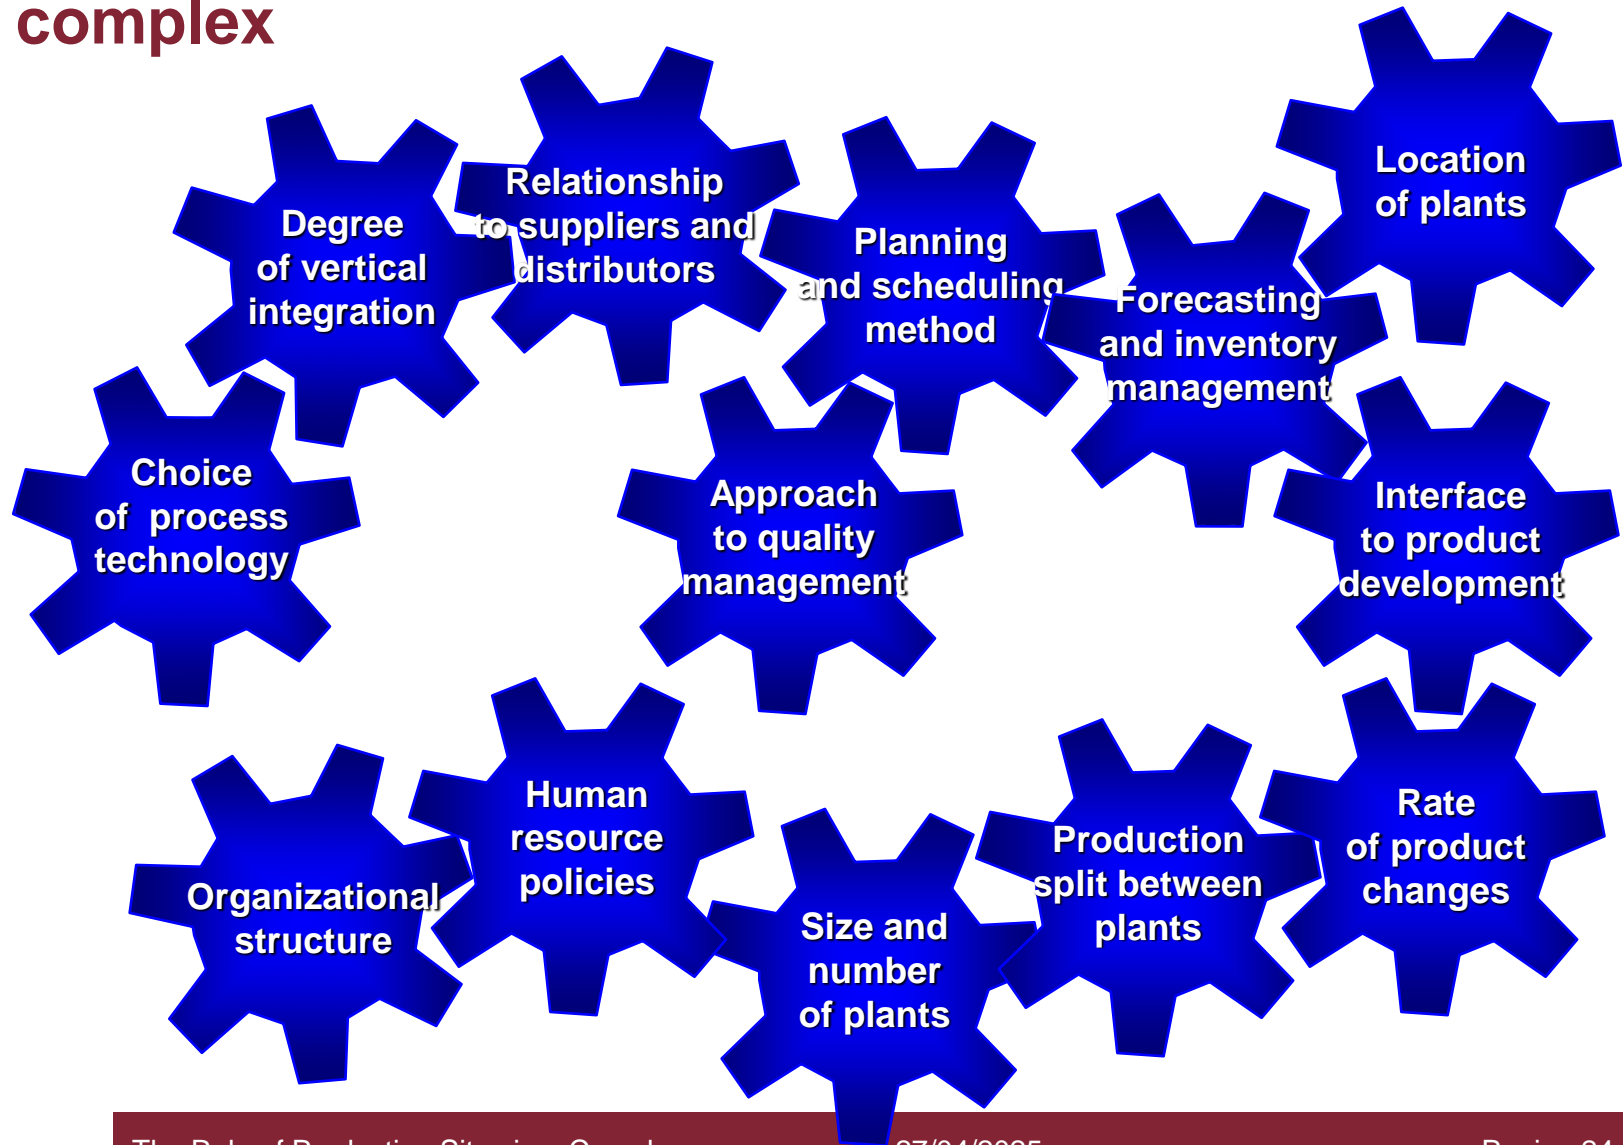 complex
Location
of plants
Relationship
to suppliers and
distributors
Degree
of vertical
integration
Planning
and scheduling
method
Forecasting
and inventory
management
Choice
of process
technology
Approach
to quality
management
Interface
to product
development
Human
resource
policies
Rate
of product
changes
Production
split between
plants
Organizational
structure
Size and
number
of plants